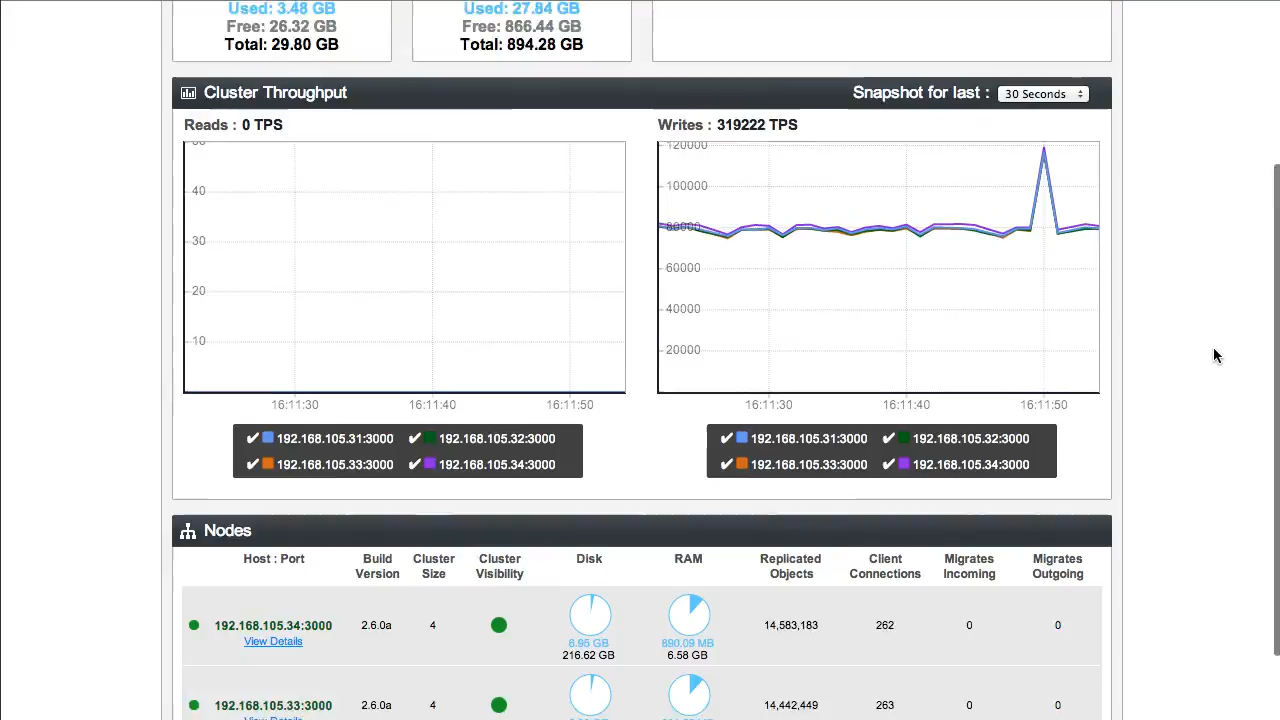 Used: 3.48 GB
Free: 26.32 GB
Total: 29.80 GB
Used: 27.84 GB
Free: 866.44 GB
Total: 894.28 GB
Cluster Throughput
Snapshot for last : 30 Seconds
Reads : 0 TPS
40
30
20
10
16:11:30 16:11:40 16:11:50
✔ 192.168.105.31:3000 ✔ 192.168.105.32:3000
✔ 192.168.105.33:3000 ✔ 192.168.105.34:3000
Writes : 319222 TPS
120000
100000
80000
60000
40000
20000
16:11:30 16:11:40 16:11:50
✔ 192.168.105.31:3000 ✔ 192.168.105.32:3000
✔ 192.168.105.33:3000 ✔ 192.168.105.34:3000
Nodes
Host : Port Build Version Cluster Size Cluster Visibility Disk RAM Replicated Objects Client Connections Migrates Incoming Migrates Outgoing
192.168.105.34:3000 2.6.0a 4 14,583,183 262 0 0
View Details
6.95 GB 890.09 MB
216.62 GB 6.58 GB
192.168.105.33:3000 2.6.0a 4 14,442,449 263 0 0
View Details